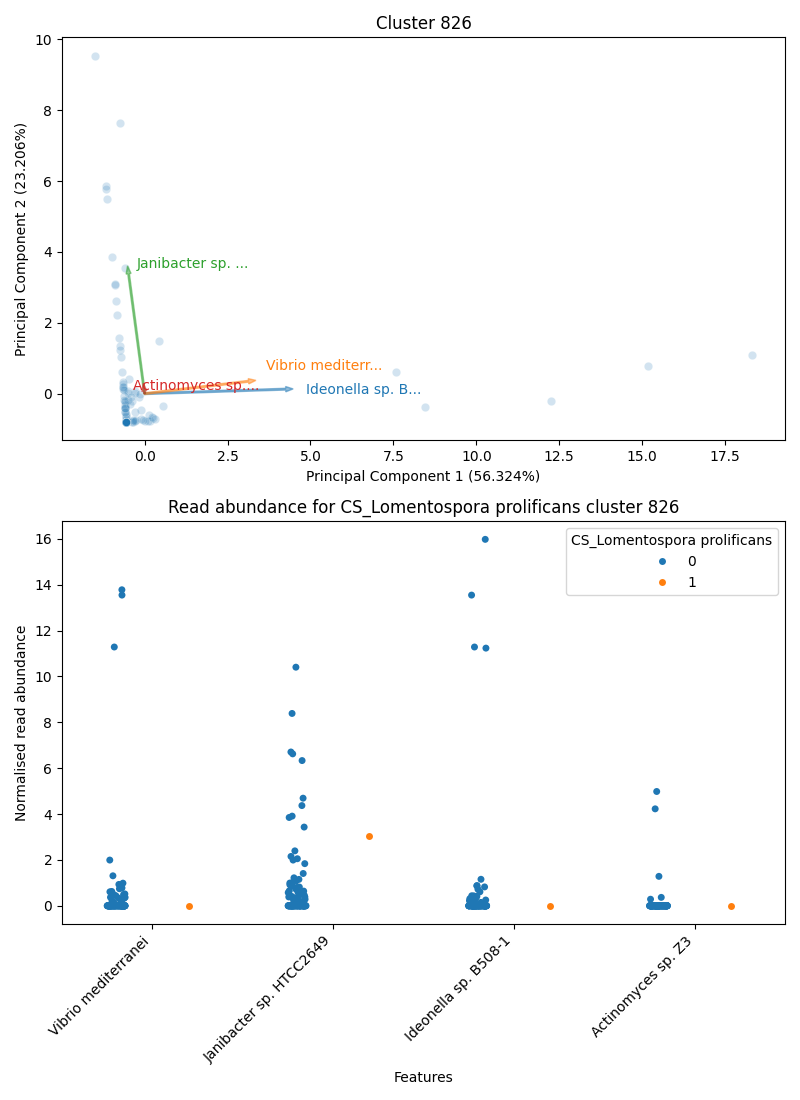 Cluster 826
Principal Component 2 (23.206%)
10
8
6
4
2
0
Janibacter sp. ...
Vibrio mediterr...
Actinomyces sp....
Ideonella sp. B...
0.0 2.5 5.0 7.5 10.0 12.5 15.0 17.5
Principal Component 1 (56.324%)
Read abundance for CS_Lomentospora prolificans cluster 826
Normalised read abundance
16
14
12
10
8
6
4
2
0
CS_Lomentospora prolificans
0
1
Vibrio mediterranei
Janibacter sp. HTCC2649
Ideonella sp. B508-1
Actinomyces sp. Z3
Features